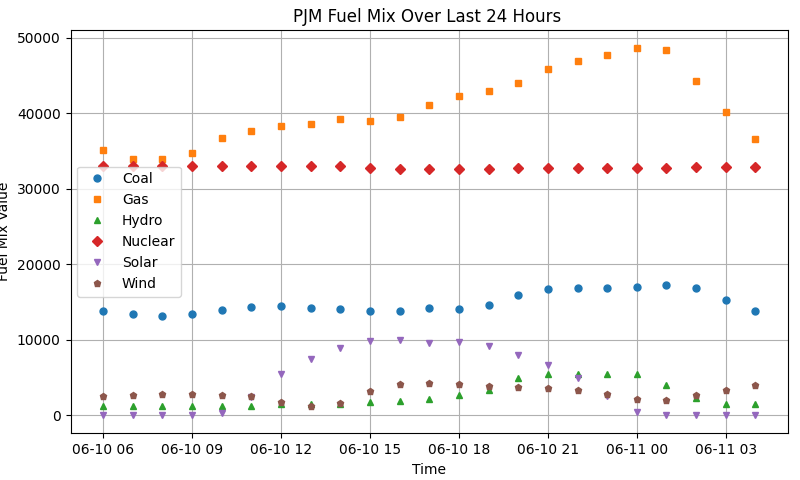 PJM Fuel Mix Over Last 24 Hours
50000
40000
30000
20000
10000
0
Fuel Mix Value
Coal
Gas
Hydro
Nuclear
Solar
Wind
06-10 06 06-10 09 06-10 12 06-10 15 06-10 18 06-10 21 06-11 00 06-11 03
Time